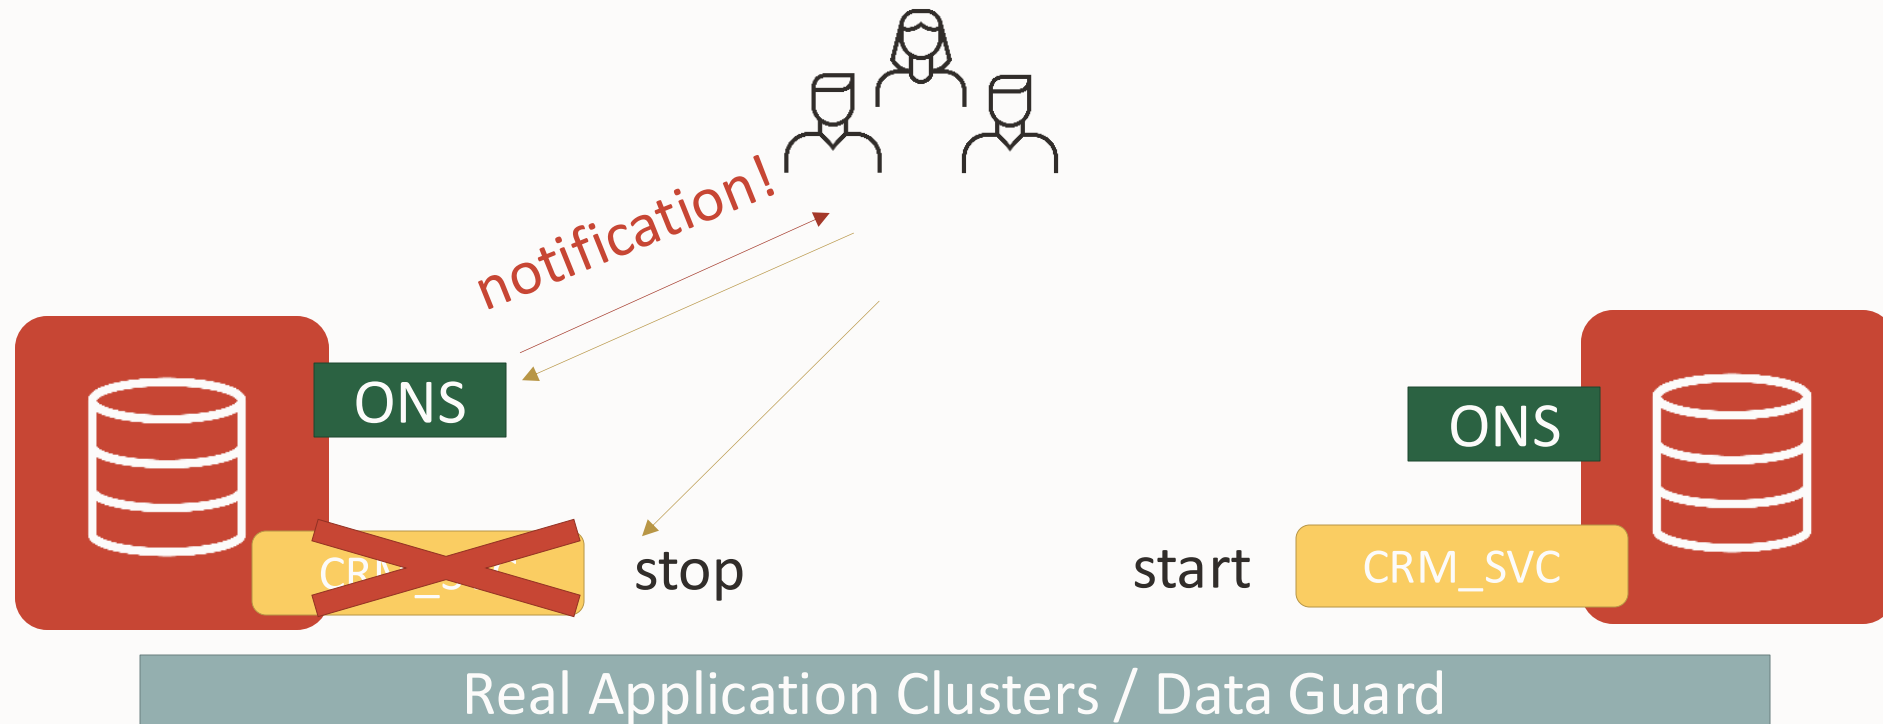 notification!
ONS
ONS
stop
start
CRM_SVC
Real Application Clusters / Data Guard